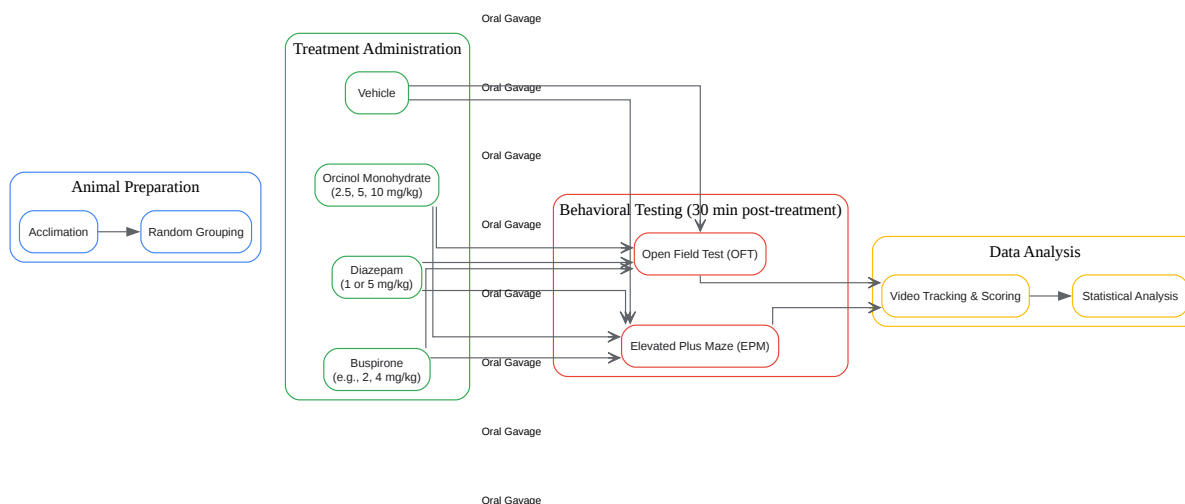 Oral Gavage
Treatment Administration
Vehicle
Oral Gavage
Oral Gavage
Orcinol Monohydrate
(2.5, 5, 10 mg/kg)
Animal Preparation
Acclimation
Random Grouping
Behavioral Testing (30 min post-treatment)
Oral Gavage
Open Field Test (OFT)
Data Analysis
Diazepam
(1 or 5 mg/kg)
Oral Gavage
Video Tracking & Scoring
Statistical Analysis
Elevated Plus Maze (EPM)
Buspirone
(e.g., 2, 4 mg/kg)
Oral Gavage
Oral Gavage
Oral Gavage